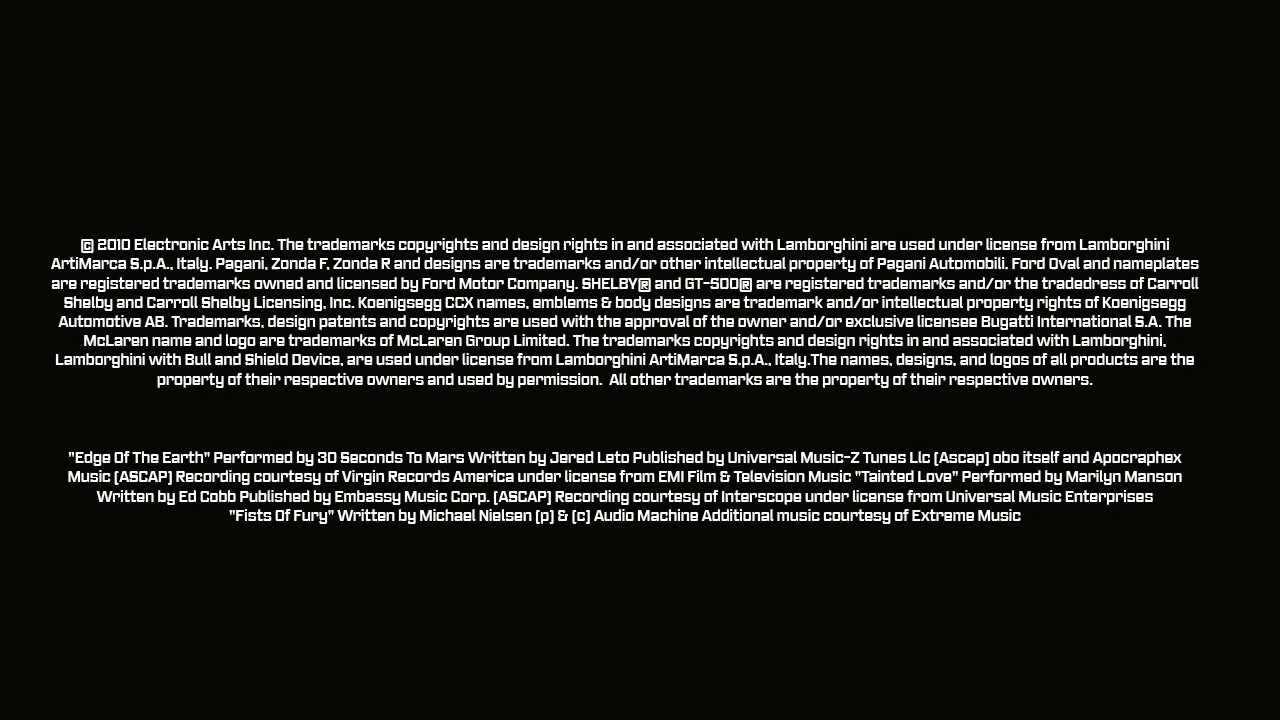 © 2010 Electronic Arts Inc. The trademarks copyrights and design rights in and associated with Lamborghini are used under license from Lamborghini
ArtiMarca S.p.A., Italy. Pagani, Zonda F, Zonda R and designs are trademarks and/or other intellectual property of Pagani Automobili. Ford Oval and nameplates
are registered trademarks owned and licensed by Ford Motor Company. SHELBY® and GT-500® are registered trademarks and/or the tradedress of Carroll
Shelby and Carroll Shelby Licensing, Inc. Koenigsegg CCX names, emblems & body designs are trademark and/or intellectual property rights of Koenigsegg
Automotive AB. Trademarks, design patents and copyrights are used with the approval of the owner and/or exclusive licensee Bugatti International S.A. The
McLaren name and logo are trademarks of McLaren Group Limited. The trademarks copyrights and design rights in and associated with Lamborghini,
Lamborghini with Bull and Shield Device, are used under license from Lamborghini ArtiMarca S.p.A., Italy.The names, designs, and logos of all products are the
property of their respective owners and used by permission.  All other trademarks are the property of their respective owners.
"Edge Of The Earth" Performed by 30 Seconds To Mars Written by Jered Leto Published by Universal Music-Z Tunes Llc (Ascap) obo itself and Apocraphex
Music (ASCAP) Recording courtesy of Virgin Records America under license from EMI Film & Television Music "Tainted Love" Performed by Marilyn Manson
Written by Ed Cobb Published by Embassy Music Corp. (ASCAP) Recording courtesy of Interscope under license from Universal Music Enterprises
"Fists Of Fury" Written by Michael Nielsen (p) & (c) Audio Machine Additional music courtesy of Extreme Music